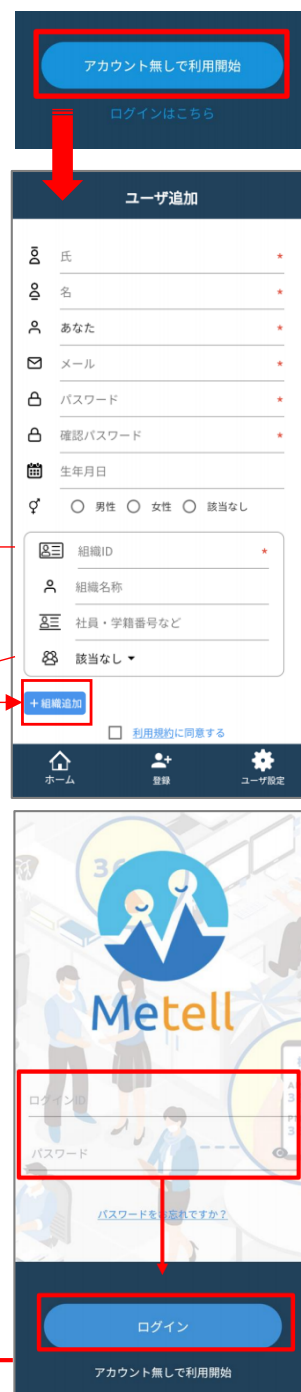 アカウント無しで利用開始
ログインはこちら
ユーザ追加
氏 *
名 *
あなた *
メール *
パスワード *
確認パスワード *
生年月日
男性 女性 該当なし
組織ID *
組織名称
社員・学籍番号など
該当なし
+ 組織追加
利用規約に同意する
ホーム 登録 ユーザ設定
36
Metell
ログインID
パスワード
パスワードをお忘れですか?
ログイン
アカウント無しで利用開始